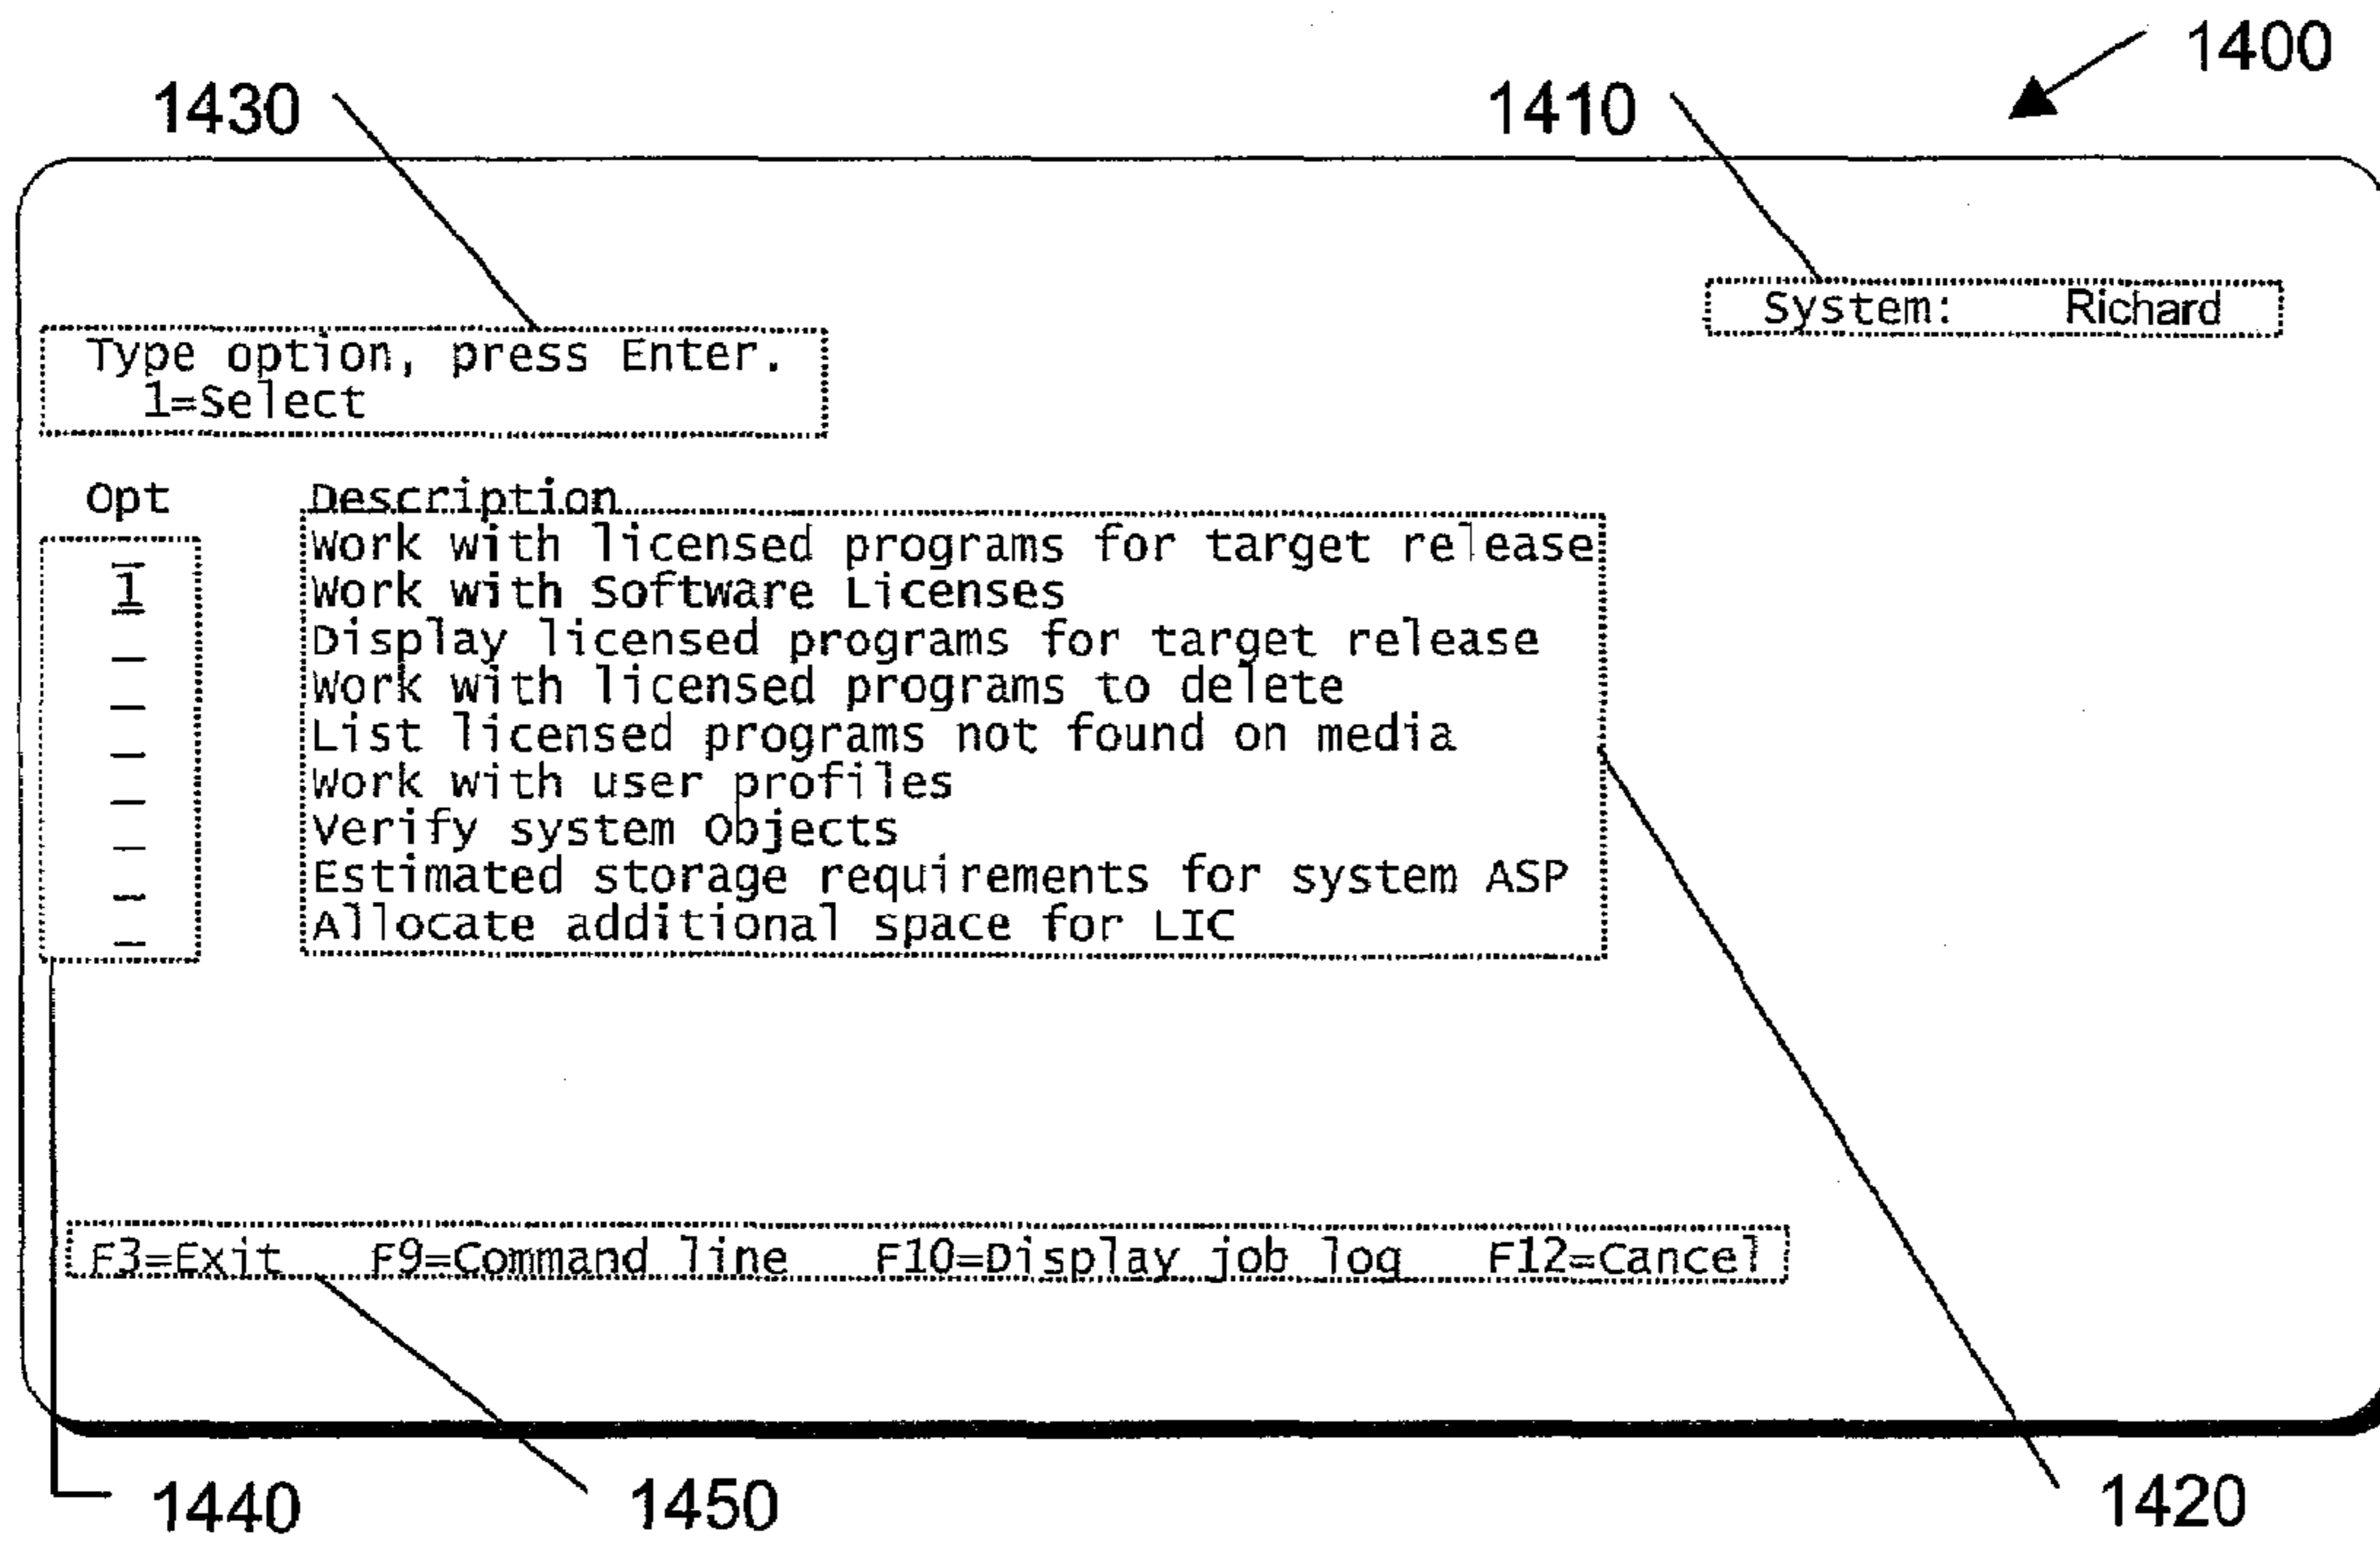 1400
1430
1410
System: Richard
Type option, press Enter.
1=Select
Opt Description
Work with licensed programs for target release
1 Work with Software Licenses
_ Display licensed programs for target release
_ Work with licensed programs to delete
_ List licensed programs not found on media
_ Work with user profiles
_ Verify system Objects
_ Estimated storage requirements for system ASP
_ Allocate additional space for LIC
F3=Exit F9=Command line F10=Display job log F12=Cancel
1440
1450
1420